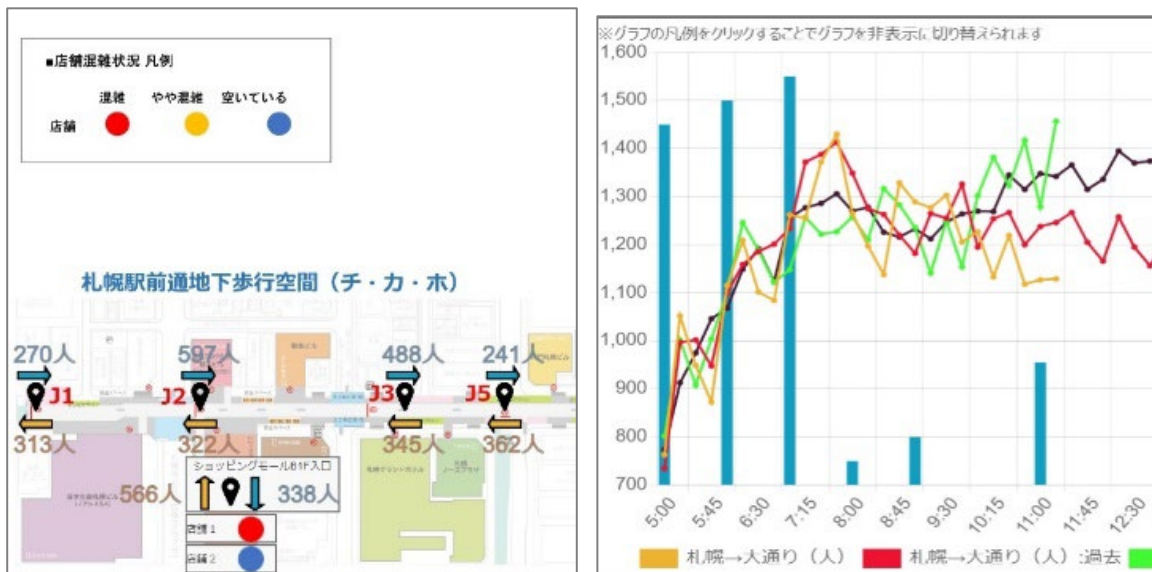 ■店舗混雑状況 凡例
混雑 やや混雑 空いている
店舗
札幌駅前通地下歩行空間（チ・カ・ホ）
270人 597人 488人 241人
J1 J2 J3 J5
313人 322人 345人 362人
ショッピングモールB1F入口
566人 338人
店舗1
店舗2
※グラフの凡例をクリックすることでグラフを非表示に切り替えられます
1,600
1,500
1,400
1,300
1,200
1,100
1,000
900
800
700
5:00 5:45 6:30 7:15 8:00 8:45 9:30 10:15 11:00 11:45 12:30
札幌→大通り（人） 札幌→大通り（人）:過去